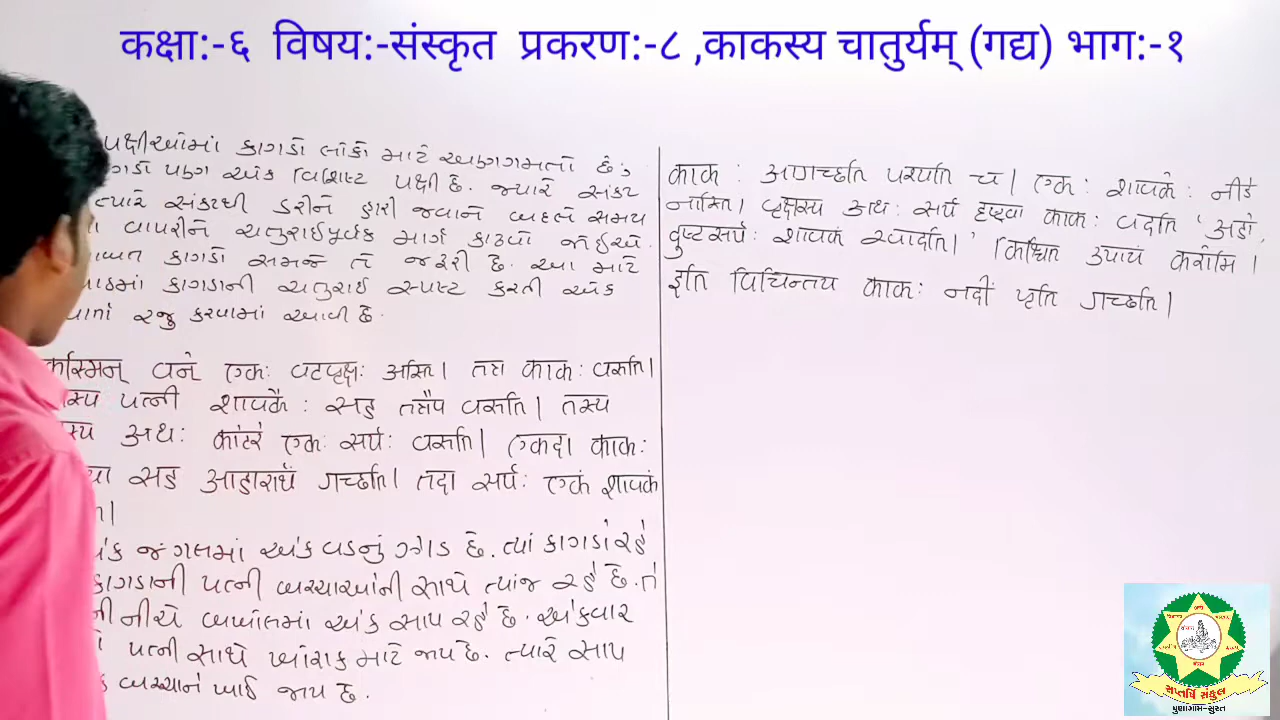 कक्षा:-६ विषय:-संस्कृत प्रकरण:-८ ,काकस्य चातुर्यम् (गद्य) भाग:-१
પક્ષીઓમાં કાગડો લોકો માટે અણગમતો છે,
ગડો પણ એક વિશિષ્ટ પક્ષી છે. જ્યારે સંકટ
ત્યારે સંકટથી ડરીને હારી જવાને બદલે સમય
વાપરીને ચતુરાઈપૂર્વક માર્ગ કાઢવો જોઈએ.
કાગડો સમજે તે જરૂરી છે. આ માટે
કાગડાની ચતુરાઈ સ્પષ્ટ કરતી એક
રજુ કરવામાં આવી છે.
कस्मिन् वने एकः वटवृक्षः अस्ति। तत्र काकः वसति।
पत्नी शावकैः सह तत्रैव वसति। तस्य
अधः कोटरे एकः सर्पः वसति। एकदा काकः
सह आहारार्थं गच्छति। तदा सर्पः एकं शावकं
જંગલમાં એક વડનું ઝાડ છે. ત્યાં કાગડો રહે
કાગડાની પત્ની બચ્ચાઓની સાથે ત્યાંજ રહે છે. તે
ની નીચે બખોલમાં એક સાપ રહે છે. એકવાર
પત્ની સાથે ખોરાક માટે જાય છે. ત્યારે સાપ
બચ્ચાને ખાઈ જાય છે.
काकः आगच्छति पश्यति च। एकः शावकः नीडे
नास्ति। वृक्षस्य अधः सर्पं दृष्ट्वा काकः वदति 'अहो,
दुष्टसर्पः शावकं खादति।' किञ्चित् उपायं करोमि।
इति विचिन्त्य काकः नदीं प्रति गच्छति।
સપ્તર્ષિ સંકુલ
પુણાગામ-સુરત